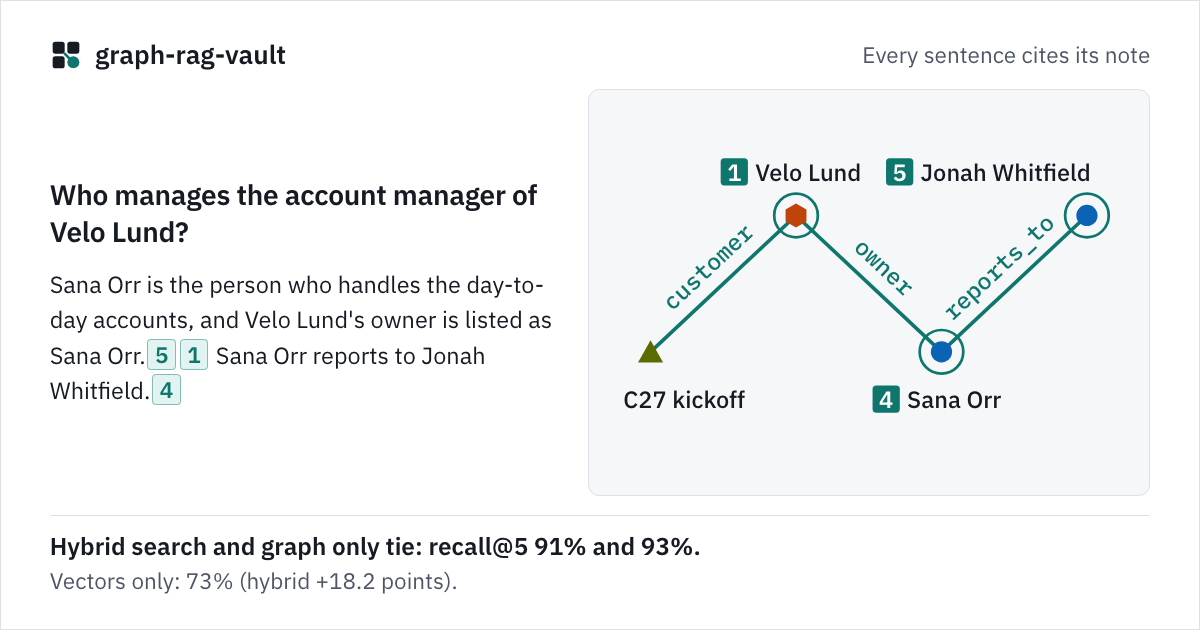 graph-rag-vault
Every sentence cites its note
Who manages the account manager of
Velo Lund?
Sana Orr is the person who handles the day-to-
day accounts, and Velo Lund's owner is listed as
Sana Orr. 5 1 Sana Orr reports to Jonah
Whitfield. 4
1 Velo Lund
5 Jonah Whitfield
customer
owner
reports_to
C27 kickoff
4 Sana Orr
Hybrid search and graph only tie: recall@5 91% and 93%.
Vectors only: 73% (hybrid +18.2 points).